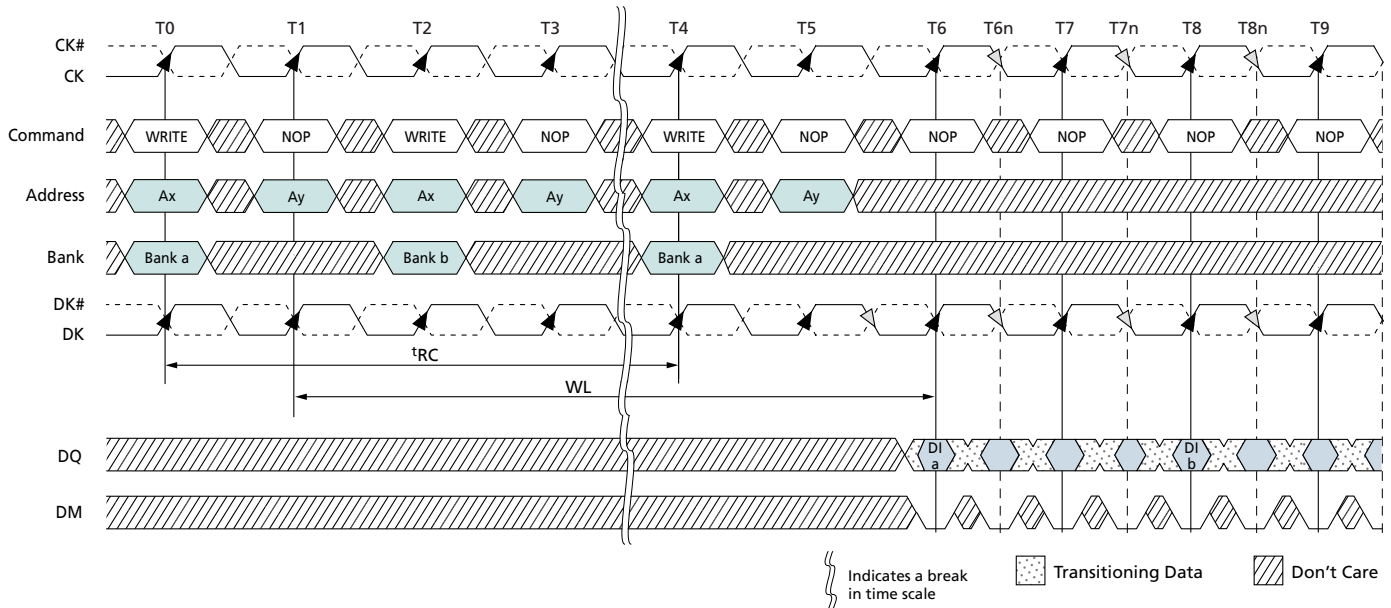 T0 T1 T2 T3 T4 T5 T6 T6n T7 T7n T8 T8n T9
CK#
CK
Command WRITE NOP WRITE NOP WRITE NOP NOP NOP NOP NOP
Address Ax Ay Ax Ay Ax Ay
Bank Bank a Bank b Bank a
DK#
DK
tRC
WL
DQ DI a DI b
DM
Indicates a break
in time scale
Transitioning Data
Don't Care